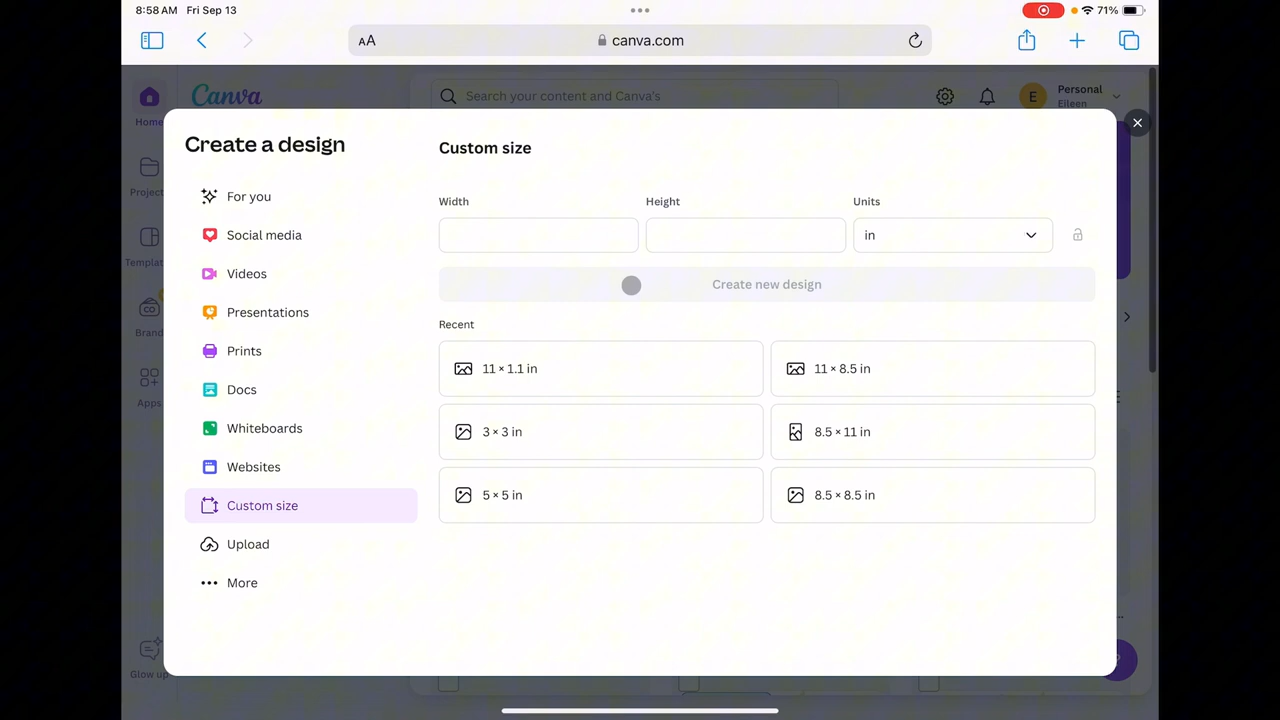 8:58 AM Fri Sep 13
71%
AA
canva.com
Canva
Search your content and Canva's
E
Personal
Eileen
Home
Project
Templat
CO
Brand
Apps
Glow up
Create a design
For you
Social media
Videos
Presentations
Prints
Docs
Whiteboards
Websites
Custom size
Upload
More
Custom size
Width
Height
Units
in
Create new design
Recent
11 × 1.1 in
11 × 8.5 in
3 × 3 in
8.5 × 11 in
5 × 5 in
8.5 × 8.5 in